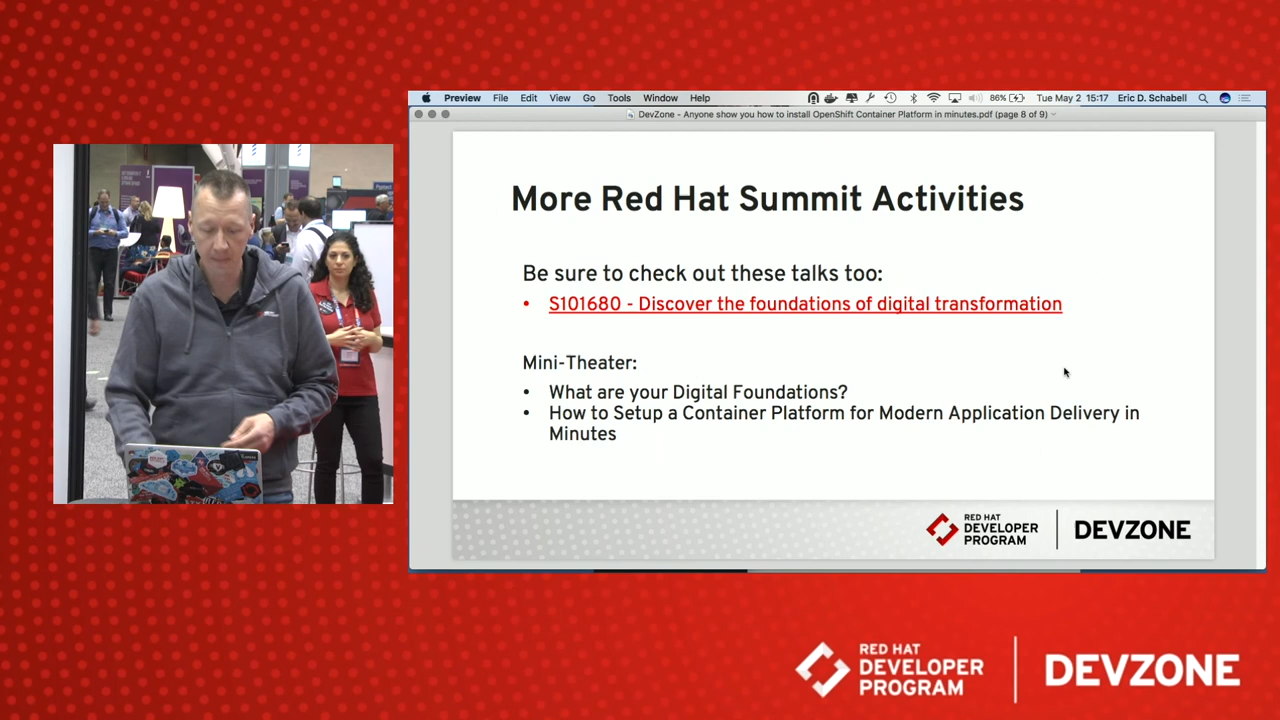 Preview File Edit View Go Tools Window Help 86% Tue May 2 15:17 Eric D. Schabell
DevZone - Anyone show you how to install OpenShift Container Platform in minutes.pdf (page 8 of 9)
More Red Hat Summit Activities
Be sure to check out these talks too:
• S101680 - Discover the foundations of digital transformation
Mini-Theater:
• What are your Digital Foundations?
• How to Setup a Container Platform for Modern Application Delivery in
Minutes
RED HAT
DEVELOPER
PROGRAM
DEVZONE
RED HAT
DEVELOPER
PROGRAM
DEVZONE